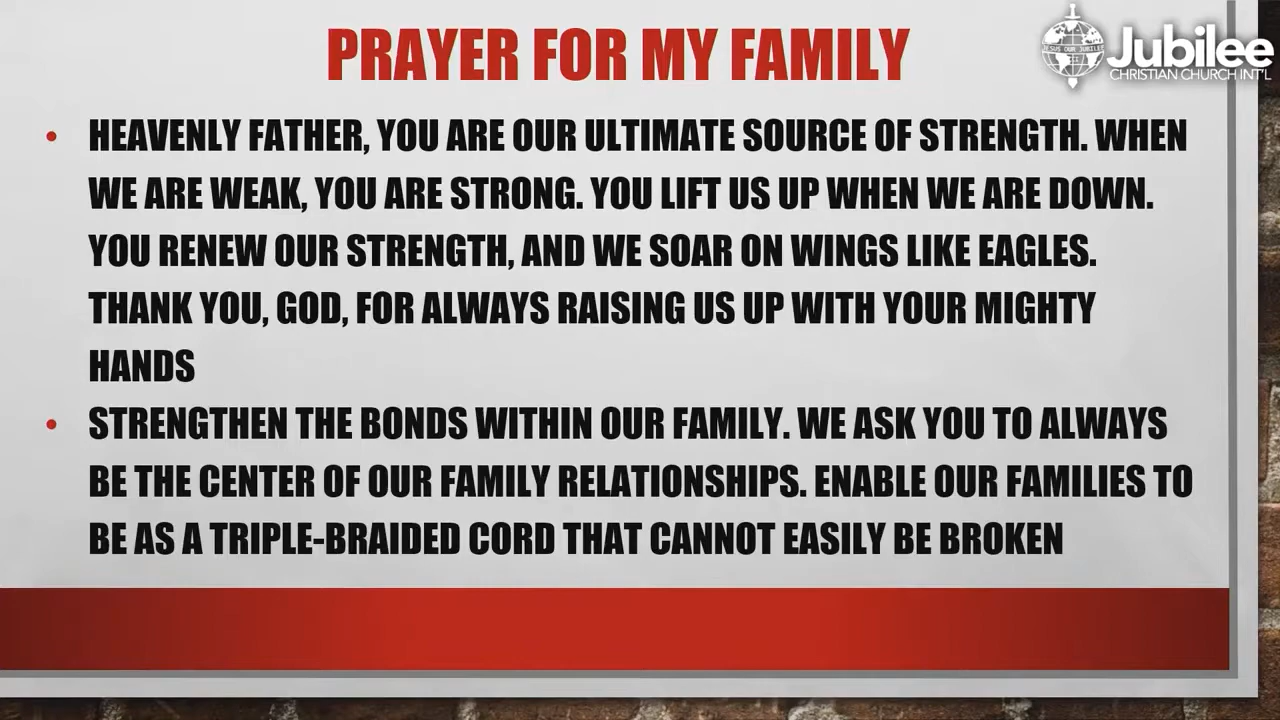 PRAYER FOR MY FAMILY
JESUS OUR JUBILEE
Jubilee
CHRISTIAN CHURCH INT'L
• HEAVENLY FATHER, YOU ARE OUR ULTIMATE SOURCE OF STRENGTH. WHEN
WE ARE WEAK, YOU ARE STRONG. YOU LIFT US UP WHEN WE ARE DOWN.
YOU RENEW OUR STRENGTH, AND WE SOAR ON WINGS LIKE EAGLES.
THANK YOU, GOD, FOR ALWAYS RAISING US UP WITH YOUR MIGHTY
HANDS
• STRENGTHEN THE BONDS WITHIN OUR FAMILY. WE ASK YOU TO ALWAYS
BE THE CENTER OF OUR FAMILY RELATIONSHIPS. ENABLE OUR FAMILIES TO
BE AS A TRIPLE-BRAIDED CORD THAT CANNOT EASILY BE BROKEN